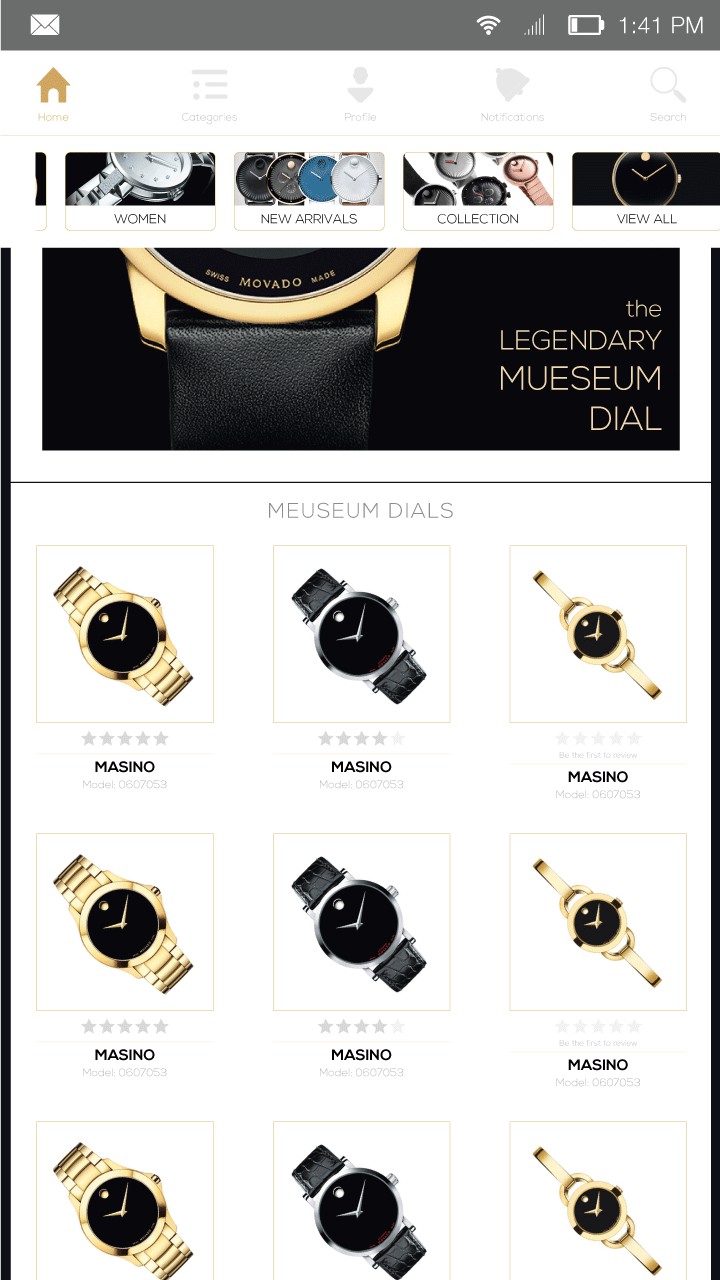 1:41 PM
Home
Categories
Profile
Notifications
Search
WOMEN
NEW ARRIVALS
COLLECTION
VIEW ALL
SWISS MOVADO MADE
the
LEGENDARY
MUESEUM
DIAL
MEUSEUM DIALS
MASINO
Model: 0607053
MASINO
Model: 0607053
Be the first to review.
MASINO
Model: 0607053
MASINO
Model: 0607053
MASINO
Model: 0607053
Be the first to review.
MASINO
Model: 0607053